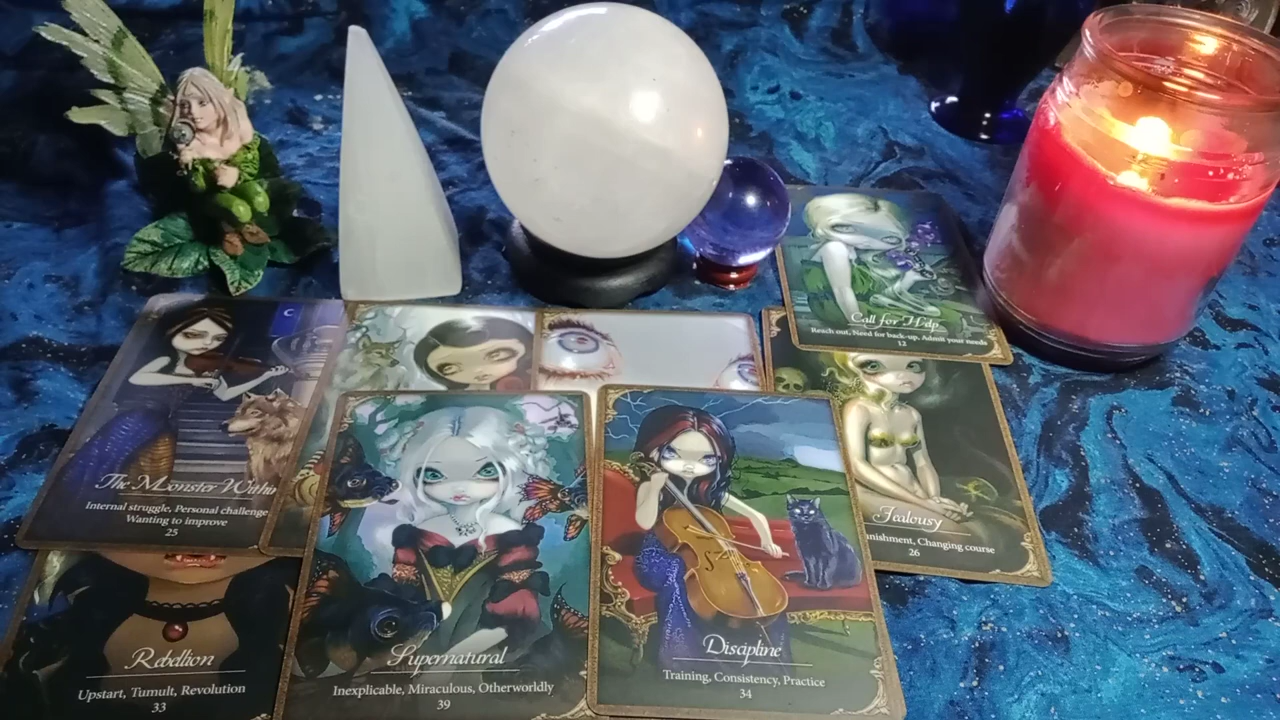 Call for Help
Reach out, Need for back-up, Admit your needs
12
The Monster Within
Internal struggle, Personal challenge
Wanting to improve
25
Jealousy
Changing course
26
Rebellion
Upstart, Tumult, Revolution
33
Supernatural
Inexplicable, Miraculous, Otherworldly
39
Discipline
Training, Consistency, Practice
34